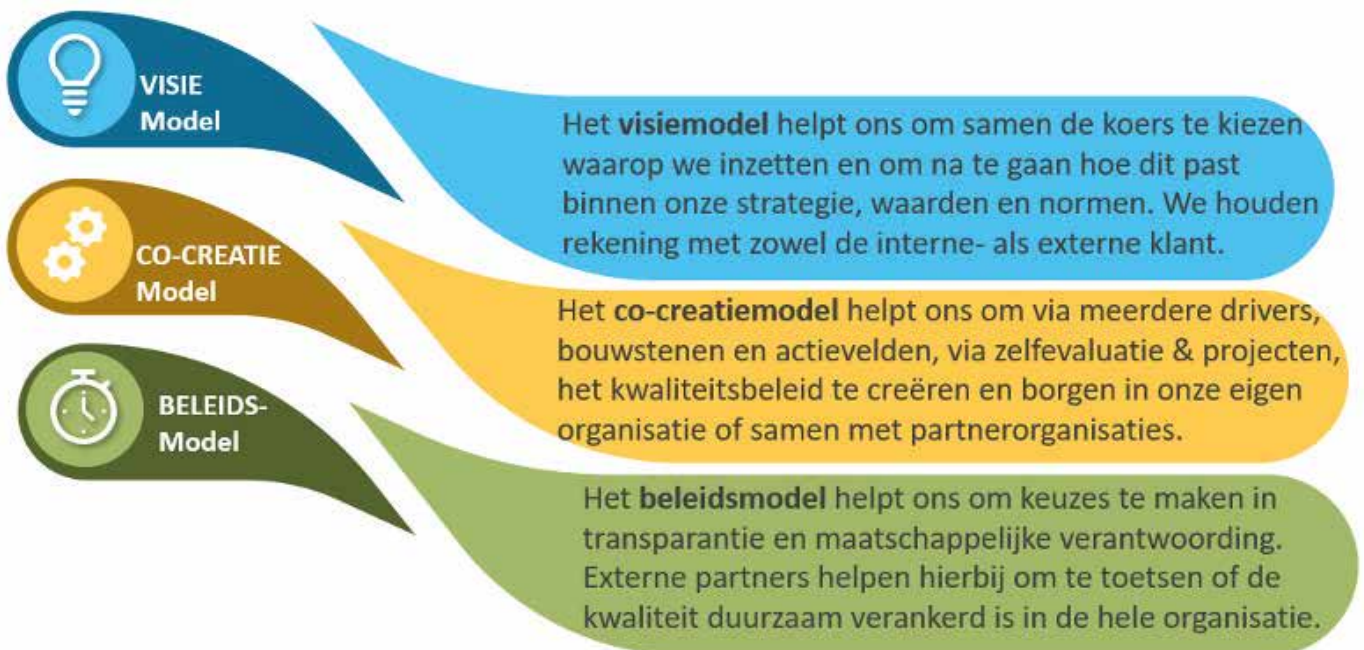 VISIE
Model
Het visiemodel helpt ons om samen de koers te kiezen
waarop we inzetten en om na te gaan hoe dit past
binnen onze strategie, waarden en normen. We houden
rekening met zowel de interne- als externe klant.
CO-CREATIE
Model
Het co-creatiemodel helpt ons om via meerdere drivers,
bouwstenen en actievelden, via zelfevaluatie & projecten,
het kwaliteitsbeleid te creëren en borgen in onze eigen
organisatie of samen met partnerorganisaties.
BELEIDS-
Model
Het beleidsmodel helpt ons om keuzes te maken in
transparantie en maatschappelijke verantwoording.
Externe partners helpen hierbij om te toetsen of de
kwaliteit duurzaam verankerd is in de hele organisatie.